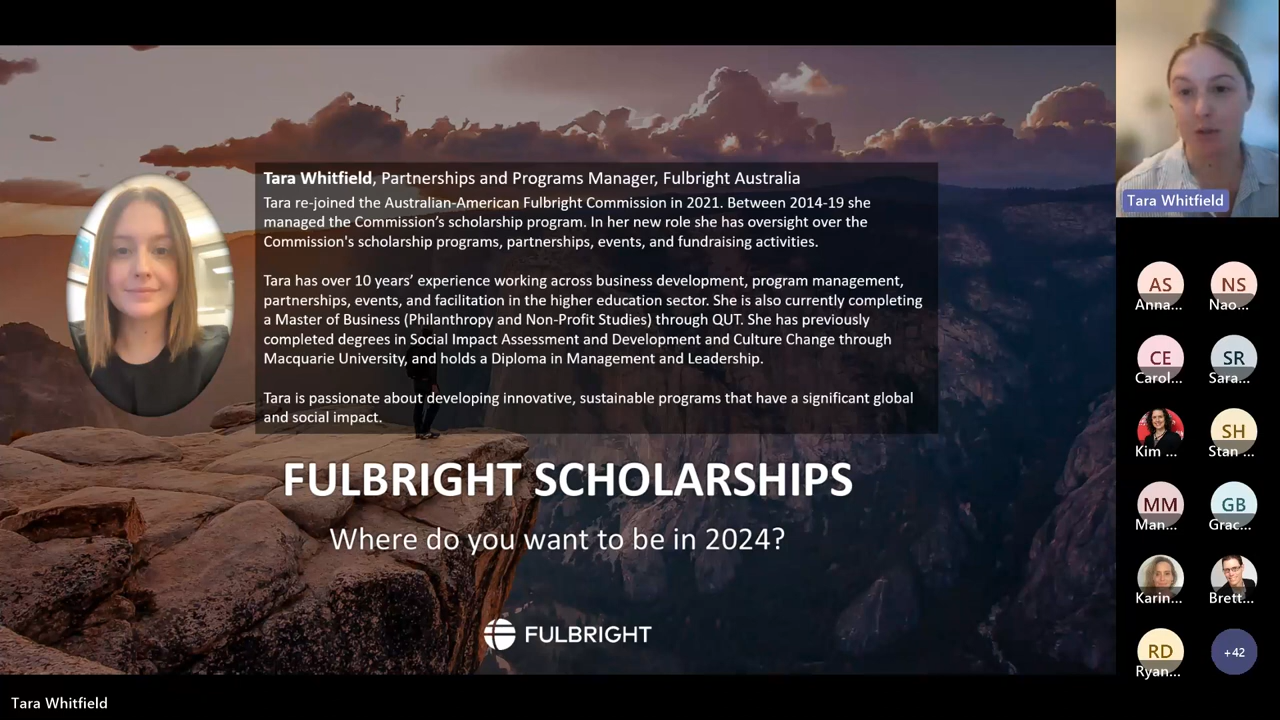 Tara Whitfield, Partnerships and Programs Manager, Fulbright Australia
Tara re-joined the Australian-American Fulbright Commission in 2021. Between 2014-19 she
managed the Commission’s scholarship program. In her new role she has oversight over the
Commission's scholarship programs, partnerships, events, and fundraising activities.
Tara has over 10 years’ experience working across business development, program management,
partnerships, events, and facilitation in the higher education sector. She is also currently completing
a Master of Business (Philanthropy and Non-Profit Studies) through QUT. She has previously
completed degrees in Social Impact Assessment and Development and Culture Change through
Macquarie University, and holds a Diploma in Management and Leadership.
Tara is passionate about developing innovative, sustainable programs that have a significant global
and social impact.
FULBRIGHT SCHOLARSHIPS
Where do you want to be in 2024?
FULBRIGHT
Tara Whitfield
Tara Whitfield
AS
Anna...
NS
Nao...
CE
Carol...
SR
Sara...
Kim ...
SH
Stan ...
MM
Man...
GB
Grac...
Karin...
Brett...
RD
Ryan...
+42